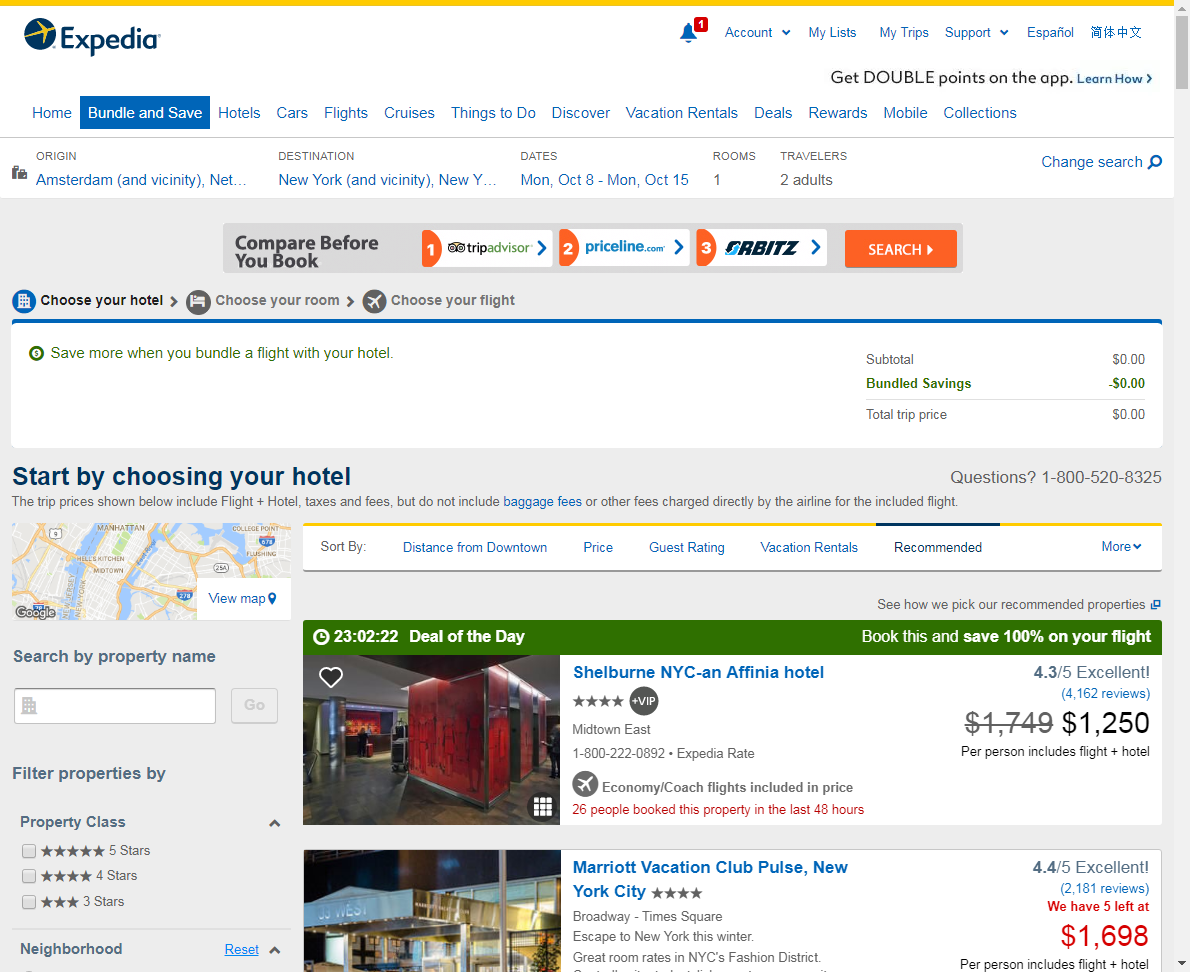 Expedia
1
Account
My Lists
My Trips
Support
Español
简体中文
Get DOUBLE points on the app. Learn How
Home
Bundle and Save
Hotels
Cars
Flights
Cruises
Things to Do
Discover
Vacation Rentals
Deals
Rewards
Mobile
Collections
ORIGIN
Amsterdam (and vicinity), Net...
DESTINATION
New York (and vicinity), New Y...
DATES
Mon, Oct 8 - Mon, Oct 15
ROOMS
1
TRAVELERS
2 adults
Change search
Compare Before
You Book
1 tripadvisor
2 priceline.com
3 ORBITZ
SEARCH
Choose your hotel
Choose your room
Choose your flight
Save more when you bundle a flight with your hotel.
Subtotal $0.00
Bundled Savings -$0.00
Total trip price $0.00
Start by choosing your hotel
Questions? 1-800-520-8325
The trip prices shown below include Flight + Hotel, taxes and fees, but do not include baggage fees or other fees charged directly by the airline for the included flight.
MANHATTAN
COLLEGE POINT
9
678
FLUSHING
HELL'S KITCHEN
MIDTOWN
East River
25A
278
NEW JERSEY
NEW YORK
Google
View map
Sort By:
Distance from Downtown
Price
Guest Rating
Vacation Rentals
Recommended
More
See how we pick our recommended properties
Search by property name
Go
Filter properties by
Property Class
5 Stars
4 Stars
3 Stars
Neighborhood
Reset
23:02:22 Deal of the Day
Book this and save 100% on your flight
Shelburne NYC-an Affinia hotel
+VIP
Midtown East
1-800-222-0892 • Expedia Rate
Economy/Coach flights included in price
26 people booked this property in the last 48 hours
4.3/5 Excellent!
(4,162 reviews)
$1,749 $1,250
Per person includes flight + hotel
33 WEST
Marriott Vacation Club Pulse, New
York City
Broadway - Times Square
Escape to New York this winter.
Great room rates in NYC's Fashion District.
4.4/5 Excellent!
(2,181 reviews)
We have 5 left at
$1,698
Per person includes flight + hotel